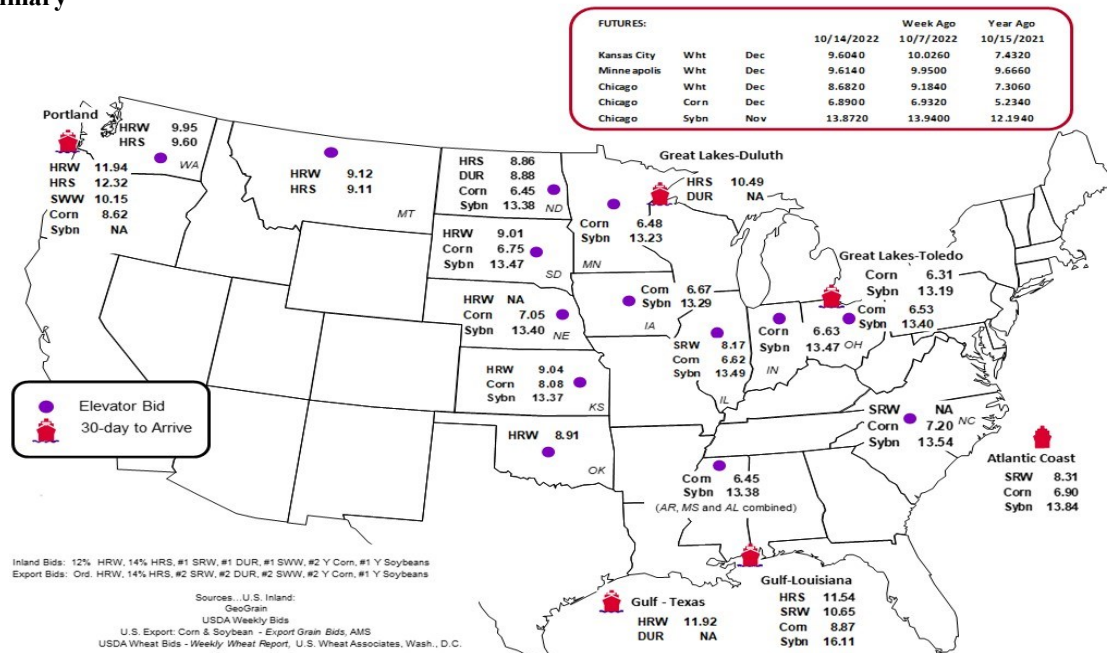 mmary
FUTURES: Week Ago Year Ago
10/14/2022 10/7/2022 10/15/2021
Kansas City Wht Dec 9.6040 10.0260 7.4320
Minneapolis Wht Dec 9.6140 9.9500 9.6660
Chicago Wht Dec 8.6820 9.1840 7.3060
Chicago Corn Dec 6.8900 6.9320 5.2340
Chicago Sybn Nov 13.8720 13.9400 12.1940
Portland
HRW 11.94
HRS 12.32
SWW 10.15
Corn 8.62
Sybn NA
HRW 9.95
HRS 9.60
WA
HRW 9.12
HRS 9.11
MT
HRS 8.86
DUR 8.88
Corn 6.45
Sybn 13.38
ND
Great Lakes-Duluth
HRS 10.49
DUR NA
Corn 6.48
Sybn 13.23
MN
HRW 9.01
Corn 6.75
Sybn 13.47
SD
Great Lakes-Toledo
Corn 6.31
Sybn 13.19
Corn 6.53
Sybn 13.40
OH
HRW NA
Corn 7.05
Sybn 13.40
NE
Corn 6.67
Sybn 13.29
IA
SRW 8.17
Corn 6.62
Sybn 13.49
IL
Corn 6.63
Sybn 13.47
IN
HRW 9.04
Corn 8.08
Sybn 13.37
KS
Elevator Bid
30-day to Arrive
SRW NA
Corn 7.20
Sybn 13.54
NC
HRW 8.91
OK
Atlantic Coast
SRW 8.31
Corn 6.90
Sybn 13.84
Corn 6.45
Sybn 13.38
(AR, MS and AL combined)
Gulf-Louisiana
HRS 11.54
SRW 10.65
Corn 8.87
Sybn 16.11
Gulf - Texas
HRW 11.92
DUR NA
Inland Bids: 12% HRW, 14% HRS, #1 SRW, #1 DUR, #1 SWW, #2 Y Corn, #1 Y Soybeans
Export Bids: Ord. HRW, 14% HRS, #2 SRW, #2 DUR, #2 SWW, #2 Y Corn, #1 Y Soybeans
Sources...U.S. Inland:
GeoGrain
USDA Weekly Bids
U.S. Export: Corn & Soybean - Export Grain Bids, AMS
USDA Wheat Bids - Weekly Wheat Report, U.S. Wheat Associates, Wash., D.C.